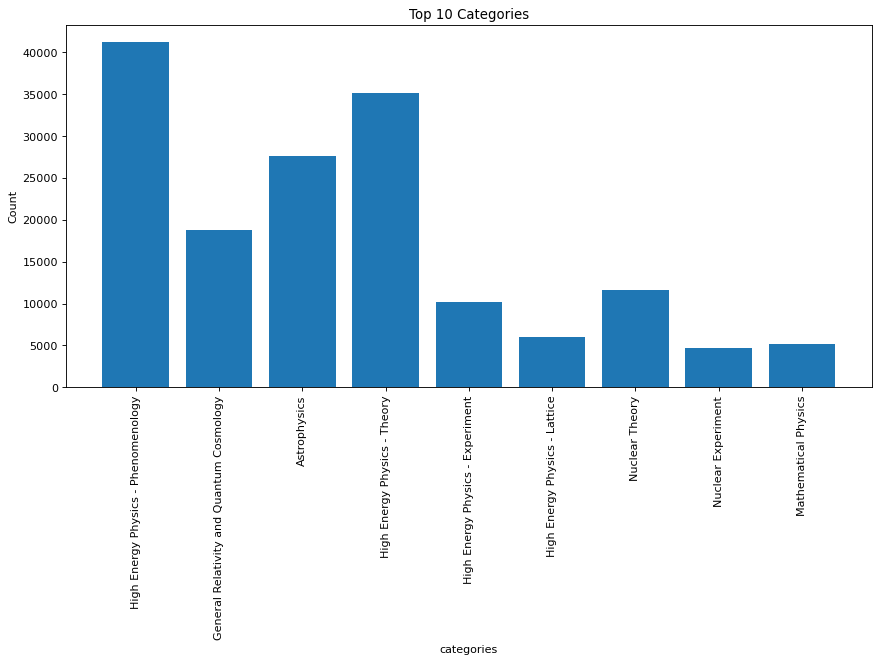 Top 10 Categories
Count
40000
35000
30000
25000
20000
15000
10000
5000
0
High Energy Physics - Phenomenology
General Relativity and Quantum Cosmology
Astrophysics
High Energy Physics - Theory
High Energy Physics - Experiment
High Energy Physics - Lattice
Nuclear Theory
Nuclear Experiment
Mathematical Physics
categories